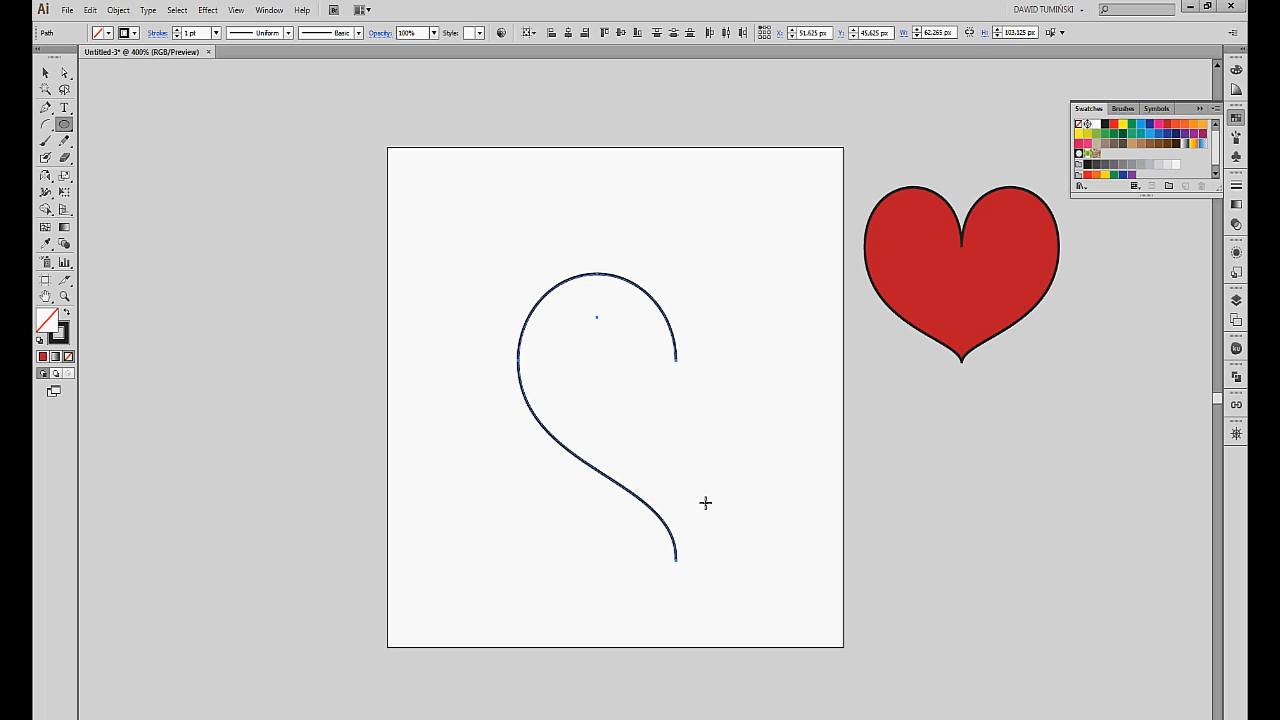 Ai File Edit Object Type Select Effect View Window Help Br DAWID TUMIŃSKI
Path Stroke: 1 pt Uniform Basic Opacity: 100% Style: X: 51.625 px Y: 45.625 px W: 62.265 px H: 103.125 px
Untitled-3* @ 400% (RGB/Preview) ×
Swatches Brushes Symbols
T
ku